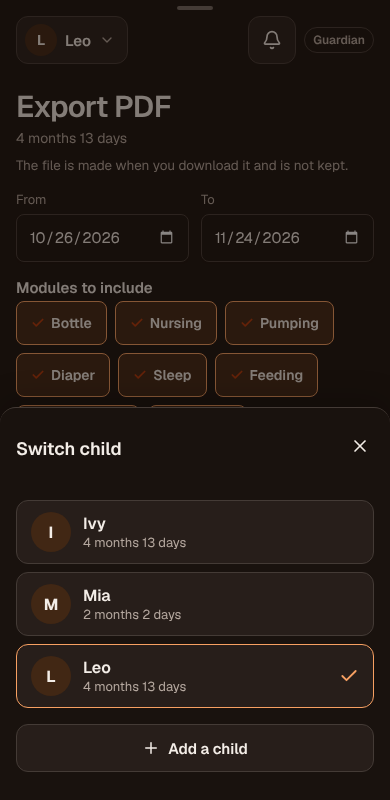 L Leo
Guardian
Export PDF
4 months 13 days
The file is made when you download it and is not kept.
From To
10/26/2026 11/24/2026
Modules to include
Bottle Nursing Pumping
Diaper Sleep Feeding
Switch child
I Ivy
4 months 13 days
M Mia
2 months 2 days
L Leo
4 months 13 days
Add a child